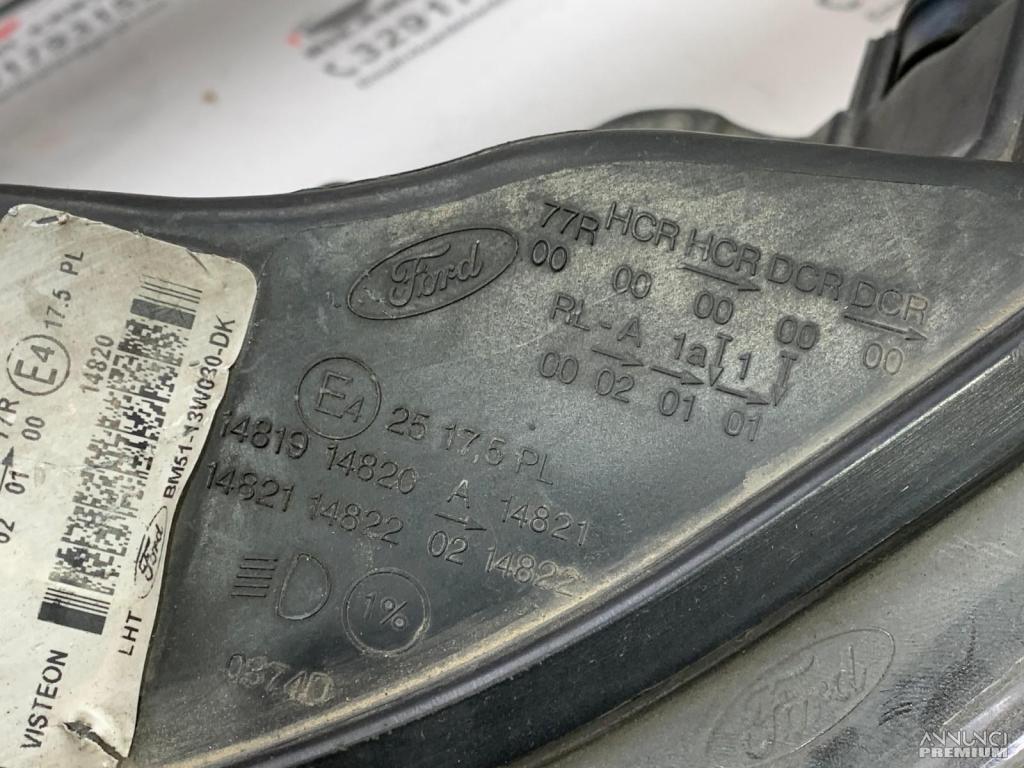 C3291
Ford
77R HCR HCR DCR DCR
00 00 00 00 00
RL-A 1a 1
00 02 01 01
E4 25 17,5 PL
14819 14820 A 14821
14821 14822 02 14822
1%
0374D
E4 17.5 PL
14820
02 01 00
BM51-13W030-DK
Ford
LHT
VISTEON
Ford
ANNUNCI
PREMIUM